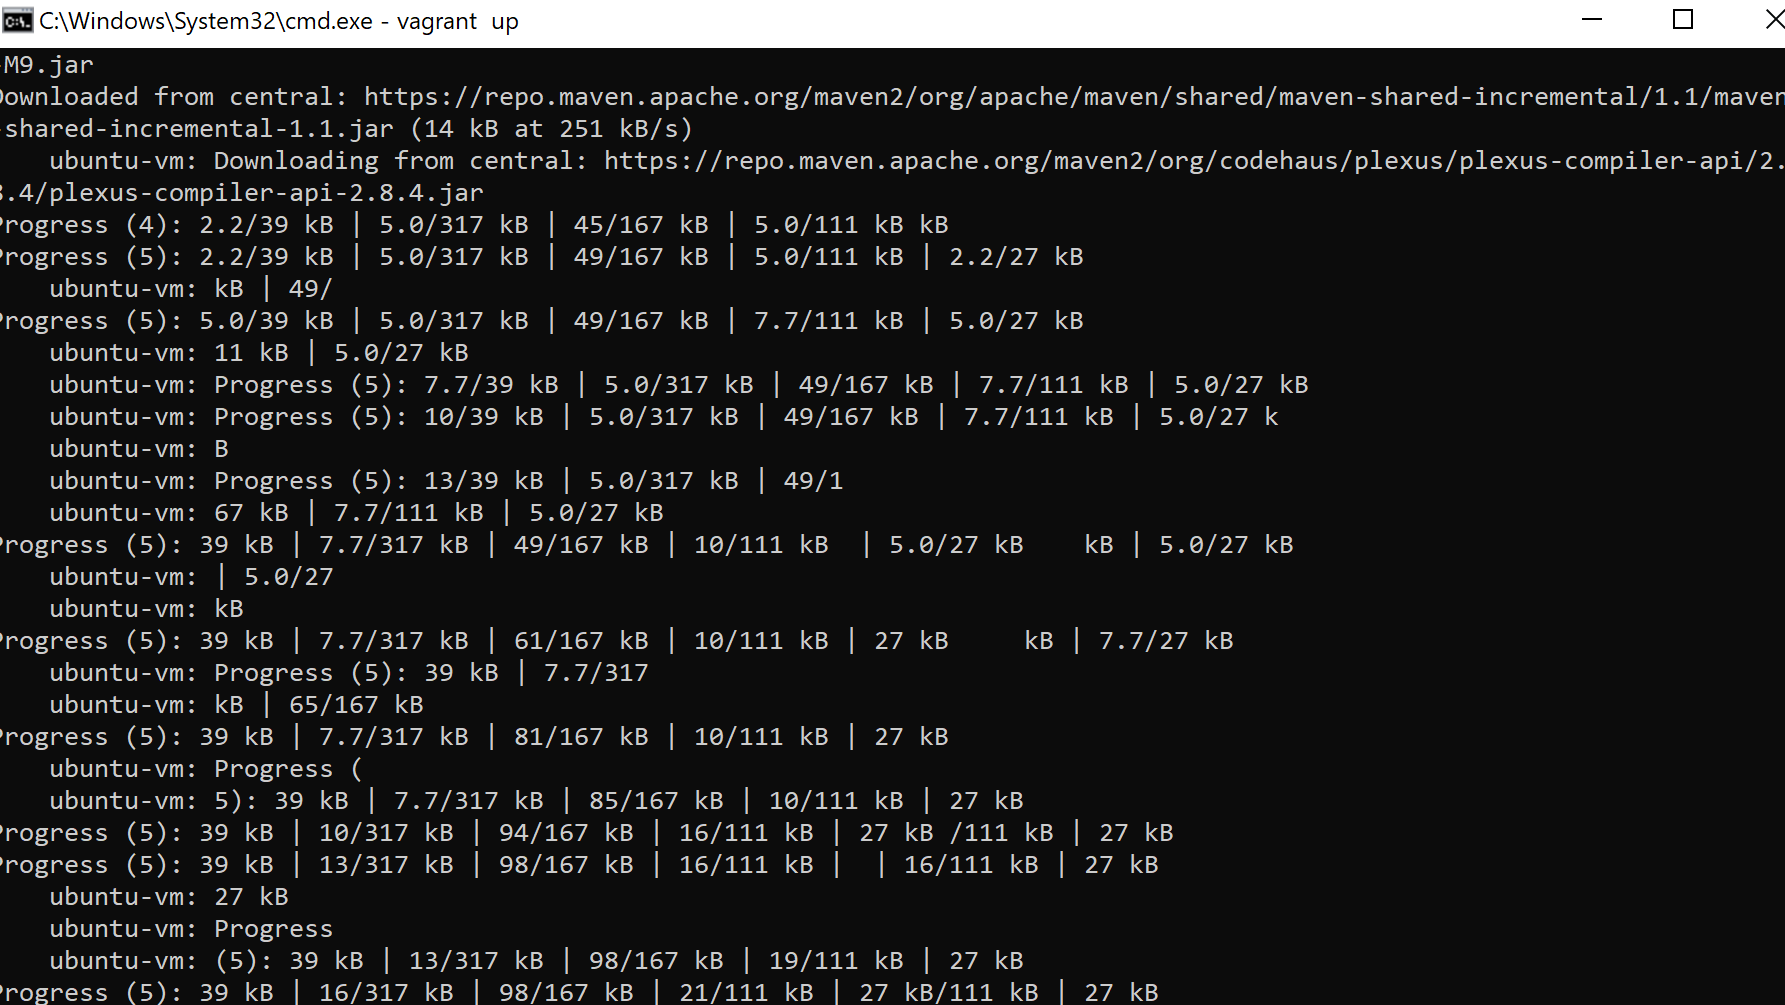 C:\Windows\System32\cmd.exe - vagrant  up
-M9.jar
Downloaded from central: https://repo.maven.apache.org/maven2/org/apache/maven/shared/maven-shared-incremental/1.1/maven
-shared-incremental-1.1.jar (14 kB at 251 kB/s)
    ubuntu-vm: Downloading from central: https://repo.maven.apache.org/maven2/org/codehaus/plexus/plexus-compiler-api/2.
8.4/plexus-compiler-api-2.8.4.jar
Progress (4): 2.2/39 kB | 5.0/317 kB | 45/167 kB | 5.0/111 kB kB
Progress (5): 2.2/39 kB | 5.0/317 kB | 49/167 kB | 5.0/111 kB | 2.2/27 kB
    ubuntu-vm: kB | 49/
Progress (5): 5.0/39 kB | 5.0/317 kB | 49/167 kB | 7.7/111 kB | 5.0/27 kB
    ubuntu-vm: 11 kB | 5.0/27 kB
    ubuntu-vm: Progress (5): 7.7/39 kB | 5.0/317 kB | 49/167 kB | 7.7/111 kB | 5.0/27 kB
    ubuntu-vm: Progress (5): 10/39 kB | 5.0/317 kB | 49/167 kB | 7.7/111 kB | 5.0/27 k
    ubuntu-vm: B
    ubuntu-vm: Progress (5): 13/39 kB | 5.0/317 kB | 49/1
    ubuntu-vm: 67 kB | 7.7/111 kB | 5.0/27 kB
Progress (5): 39 kB | 7.7/317 kB | 49/167 kB | 10/111 kB  | 5.0/27 kB    kB | 5.0/27 kB
    ubuntu-vm: | 5.0/27
    ubuntu-vm: kB
Progress (5): 39 kB | 7.7/317 kB | 61/167 kB | 10/111 kB | 27 kB     kB | 7.7/27 kB
    ubuntu-vm: Progress (5): 39 kB | 7.7/317
    ubuntu-vm: kB | 65/167 kB
Progress (5): 39 kB | 7.7/317 kB | 81/167 kB | 10/111 kB | 27 kB
    ubuntu-vm: Progress (
    ubuntu-vm: 5): 39 kB | 7.7/317 kB | 85/167 kB | 10/111 kB | 27 kB
Progress (5): 39 kB | 10/317 kB | 94/167 kB | 16/111 kB | 27 kB /111 kB | 27 kB
Progress (5): 39 kB | 13/317 kB | 98/167 kB | 16/111 kB |  | 16/111 kB | 27 kB
    ubuntu-vm: 27 kB
    ubuntu-vm: Progress
    ubuntu-vm: (5): 39 kB | 13/317 kB | 98/167 kB | 19/111 kB | 27 kB
Progress (5): 39 kB | 16/317 kB | 98/167 kB | 21/111 kB | 27 kB/111 kB | 27 kB